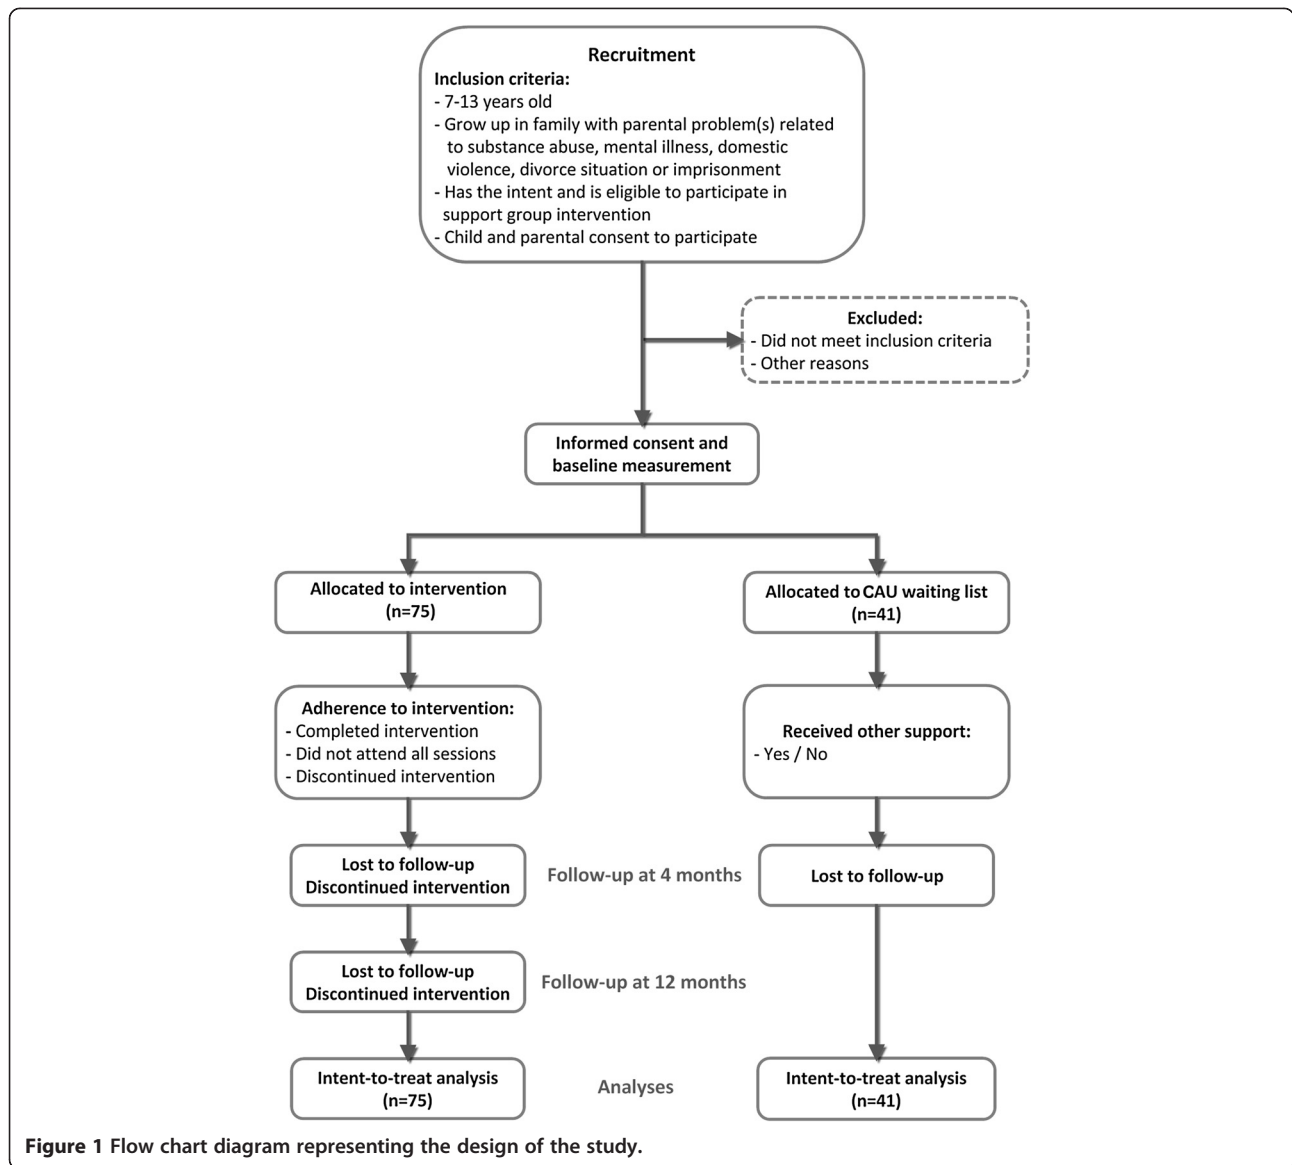 Recruitment
Inclusion criteria:
- 7-13 years old
- Grow up in family with parental problem(s) related
to substance abuse, mental illness, domestic
violence, divorce situation or imprisonment
- Has the intent and is eligible to participate in
support group intervention
- Child and parental consent to participate
Excluded:
- Did not meet inclusion criteria
- Other reasons
Informed consent and
baseline measurement
Allocated to intervention
(n=75)
Allocated to CAU waiting list
(n=41)
Adherence to intervention:
- Completed intervention
- Did not attend all sessions
- Discontinued intervention
Received other support:
- Yes / No
Lost to follow-up
Discontinued intervention
Follow-up at 4 months
Lost to follow-up
Lost to follow-up
Discontinued intervention
Follow-up at 12 months
Intent-to-treat analysis
(n=75)
Analyses
Intent-to-treat analysis
(n=41)
Figure 1 Flow chart diagram representing the design of the study.